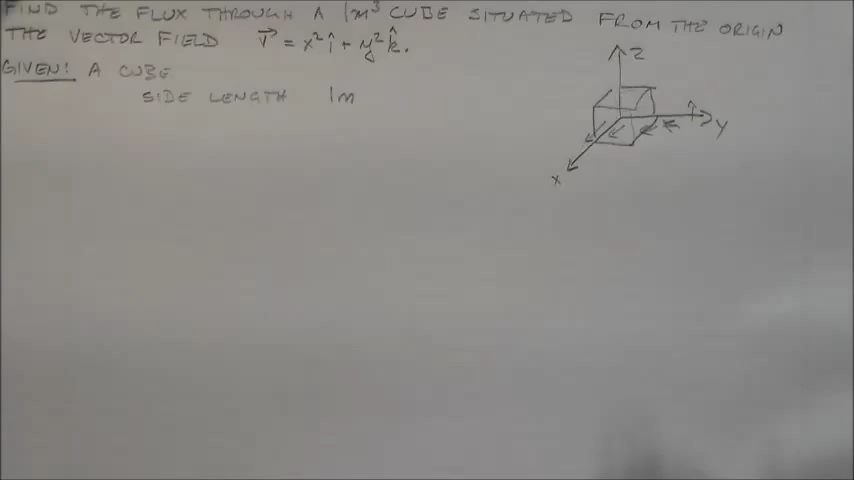 FIND THE FLUX THROUGH A 1m³ CUBE SITUATED FROM THE ORIGIN
THE VECTOR FIELD V⃗ = x² î + y² k̂.
GIVEN: A CUBE
SIDE LENGTH 1m
Z
Y
X